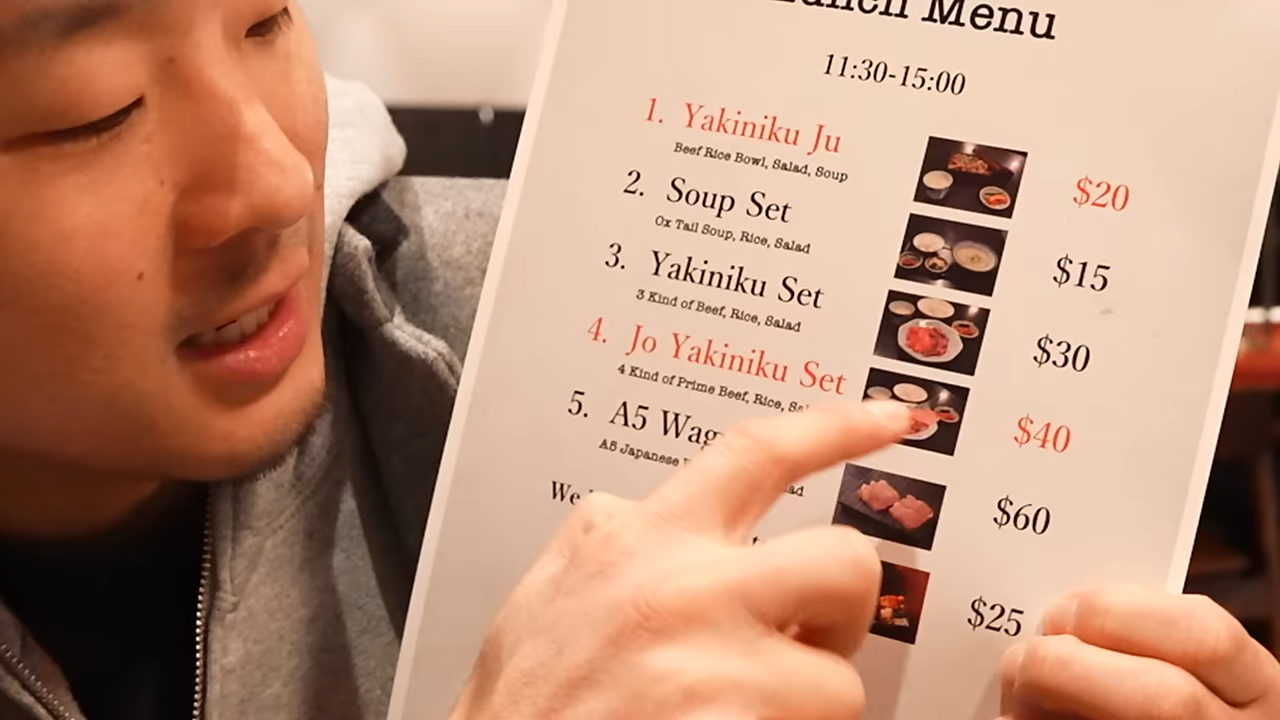 Lunch Menu
11:30-15:00
1. Yakiniku Ju $20
Beef Rice Bowl, Salad, Soup
2. Soup Set $15
Ox Tail Soup, Rice, Salad
3. Yakiniku Set $30
3 Kind of Beef, Rice, Salad
4. Jo Yakiniku Set $40
4 Kind of Prime Beef, Rice,
5. A5 $60
A5 Japanese
We
$25